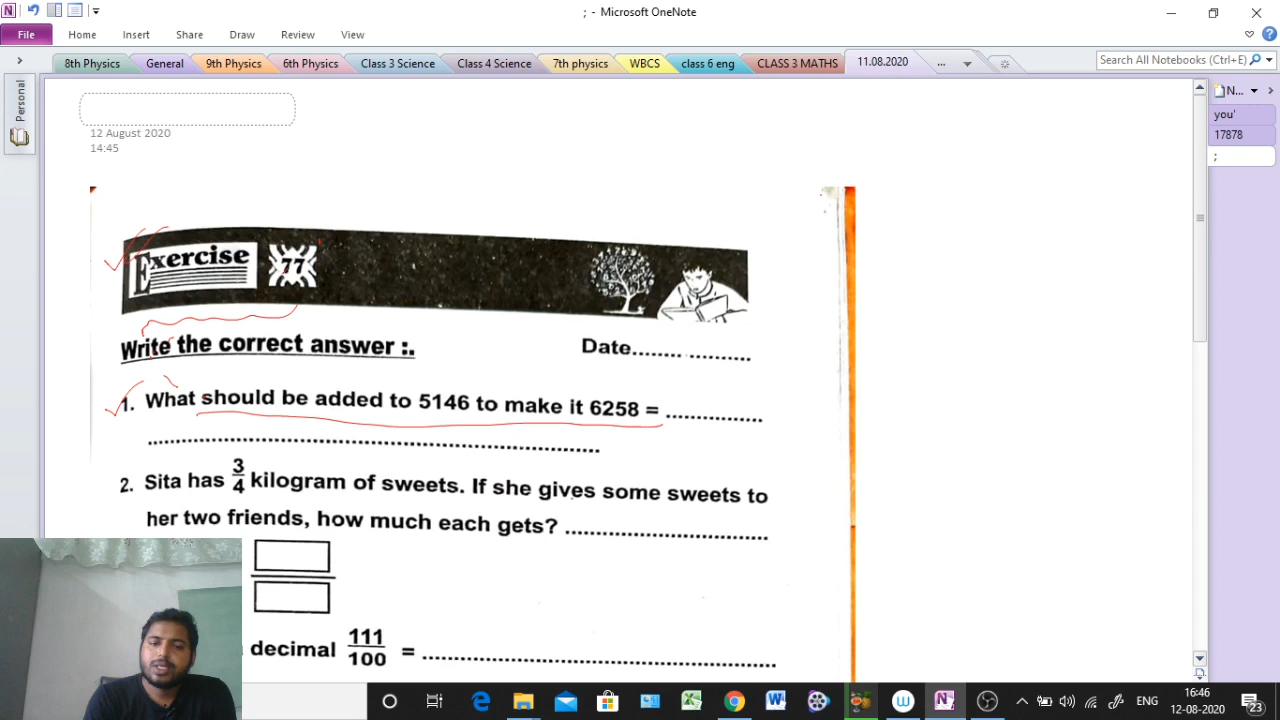 ; - Microsoft OneNote
File Home Insert Share Draw Review View
8th Physics General 9th Physics 6th Physics Class 3 Science Class 4 Science 7th physics WBCS class 6 eng CLASS 3 MATHS 11.08.2020 ... Search All Notebooks (Ctrl+E)
Personal
N...
you'
17878
;
12 August 2020
14:45
Exercise 77
Write the correct answer :. Date.................
1. What should be added to 5146 to make it 6258 = ..............
..................................................................
2. Sita has 3/4 kilogram of sweets. If she gives some sweets to
her two friends, how much each gets? .............................
decimal 111/100 = ..................................................
ENG
16:46
12-08-2020
23